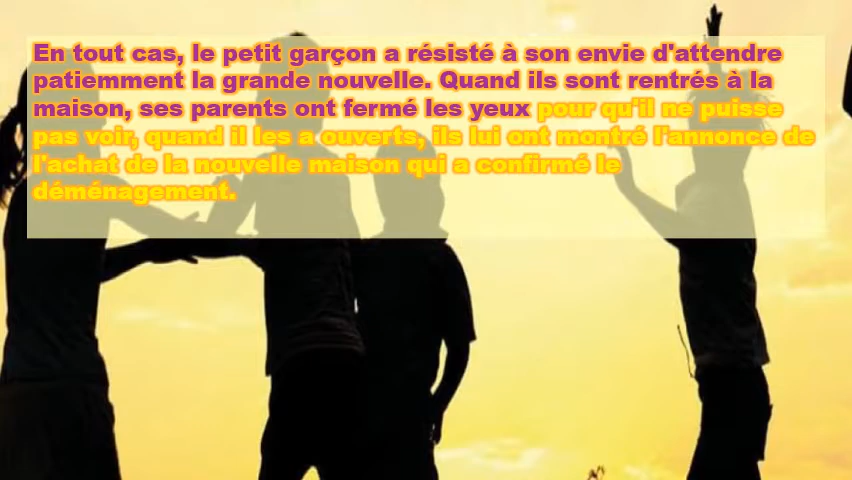 En tout cas, le petit garçon a résisté à son envie d'attendre
patiemment la grande nouvelle. Quand ils sont rentrés à la
maison, ses parents ont fermé les yeux pour qu'il ne puisse
pas voir, quand il les a ouverts, ils lui ont montré l'annonce de
l'achat de la nouvelle maison qui a confirmé le
déménagement.